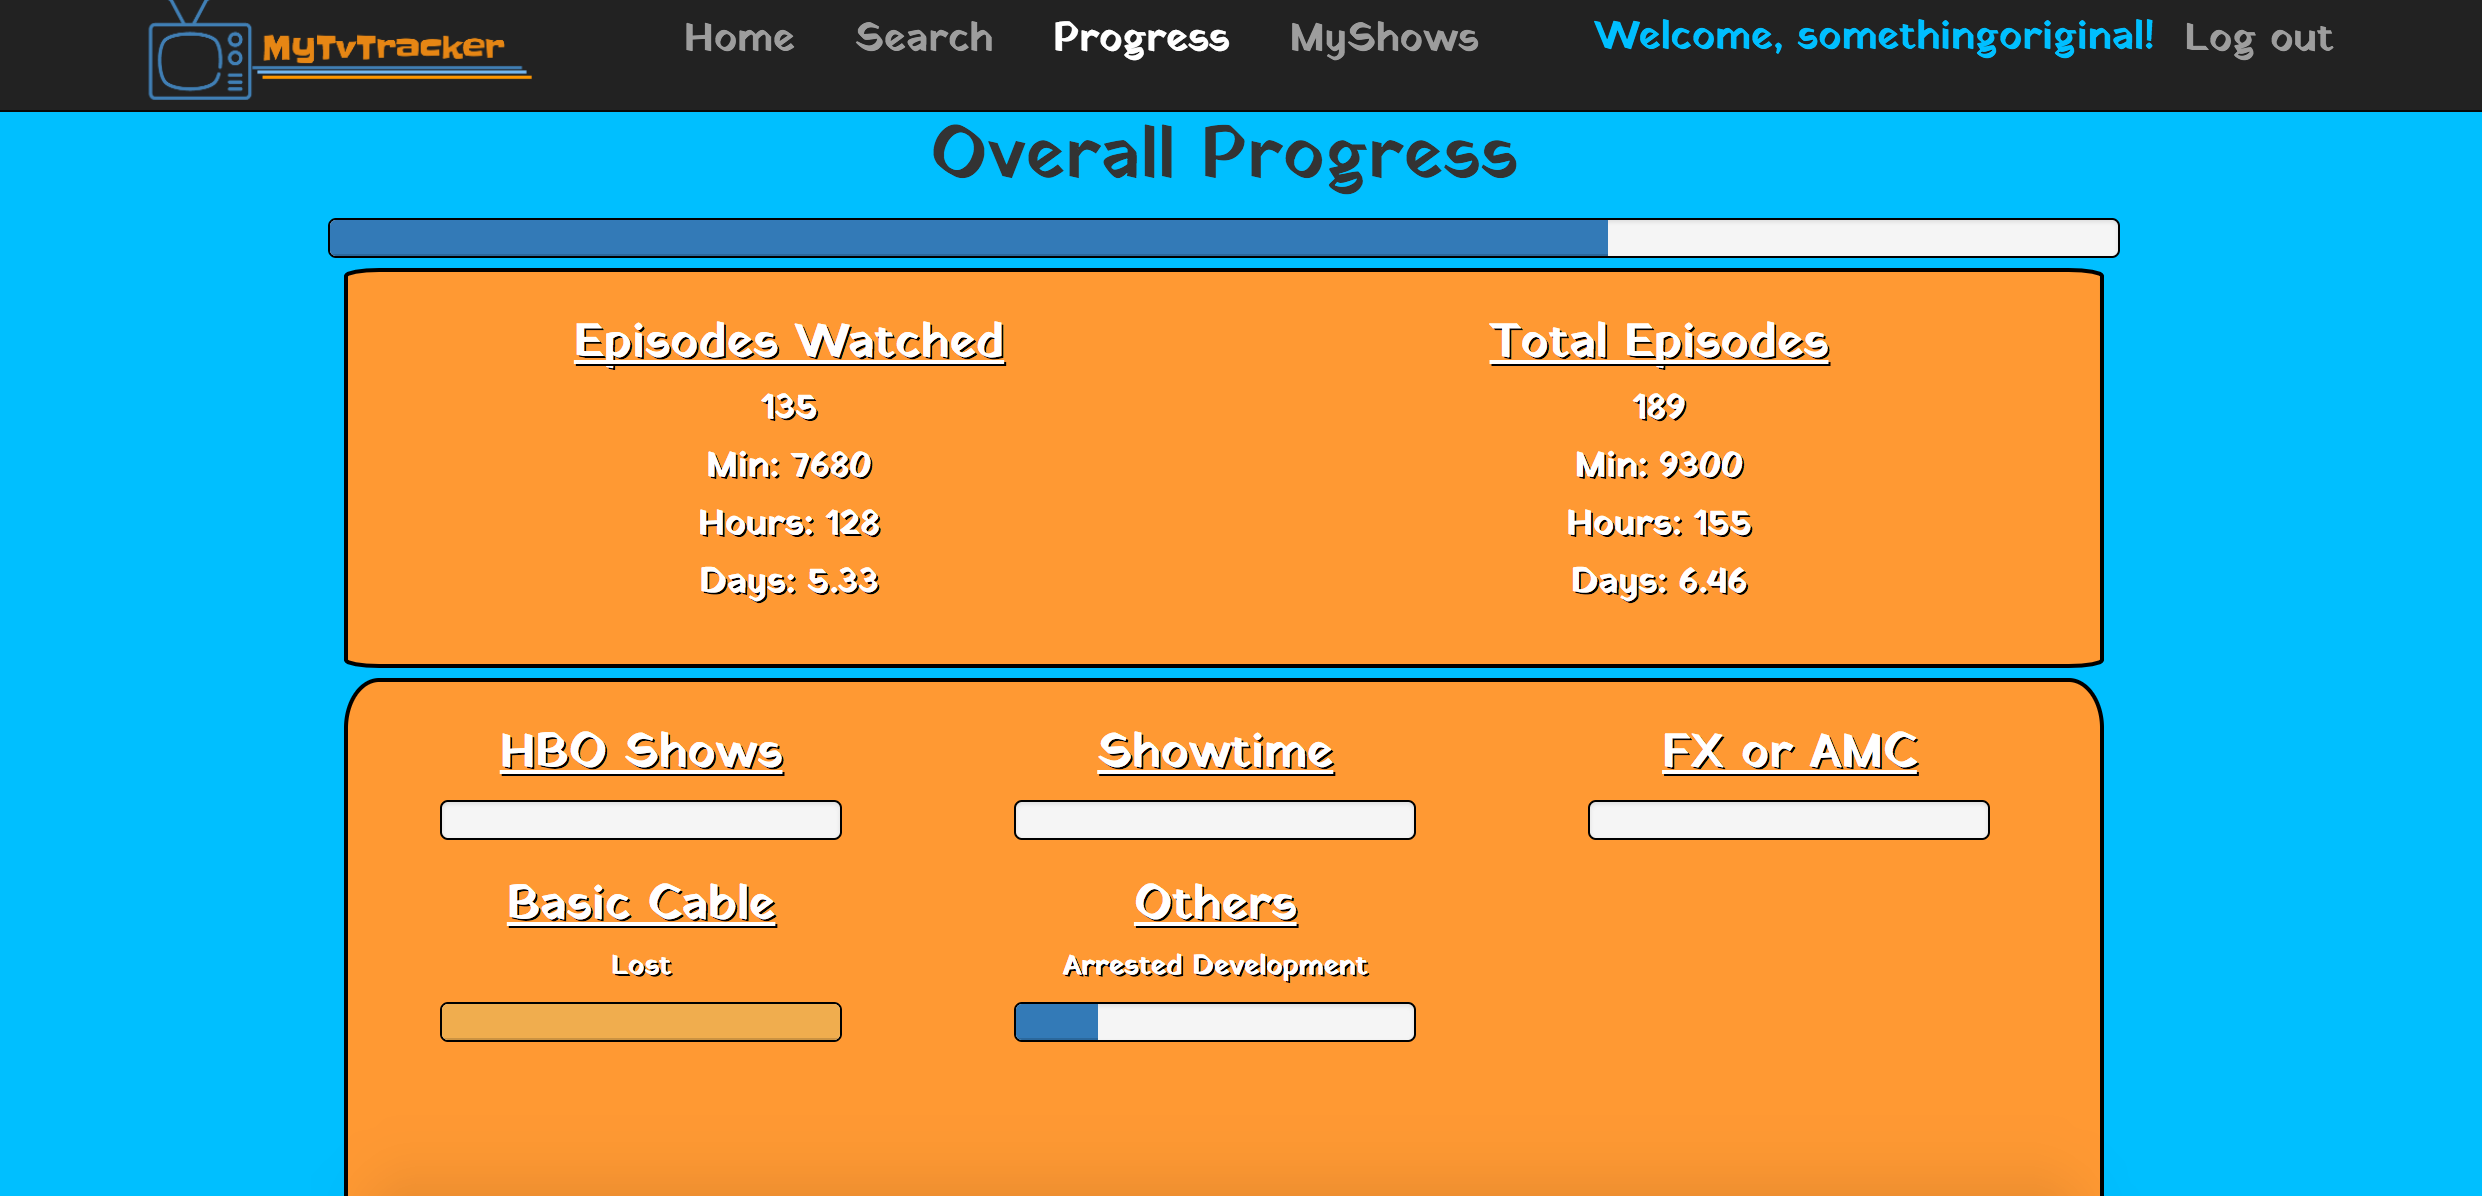 MyTvTracker
Home Search Progress MyShows Welcome, somethingoriginal! Log out
Overall Progress
Episodes Watched
135
Min: 7680
Hours: 128
Days: 5.33
Total Episodes
189
Min: 9300
Hours: 155
Days: 6.46
HBO Shows
Showtime
FX or AMC
Basic Cable
Lost
Others
Arrested Development